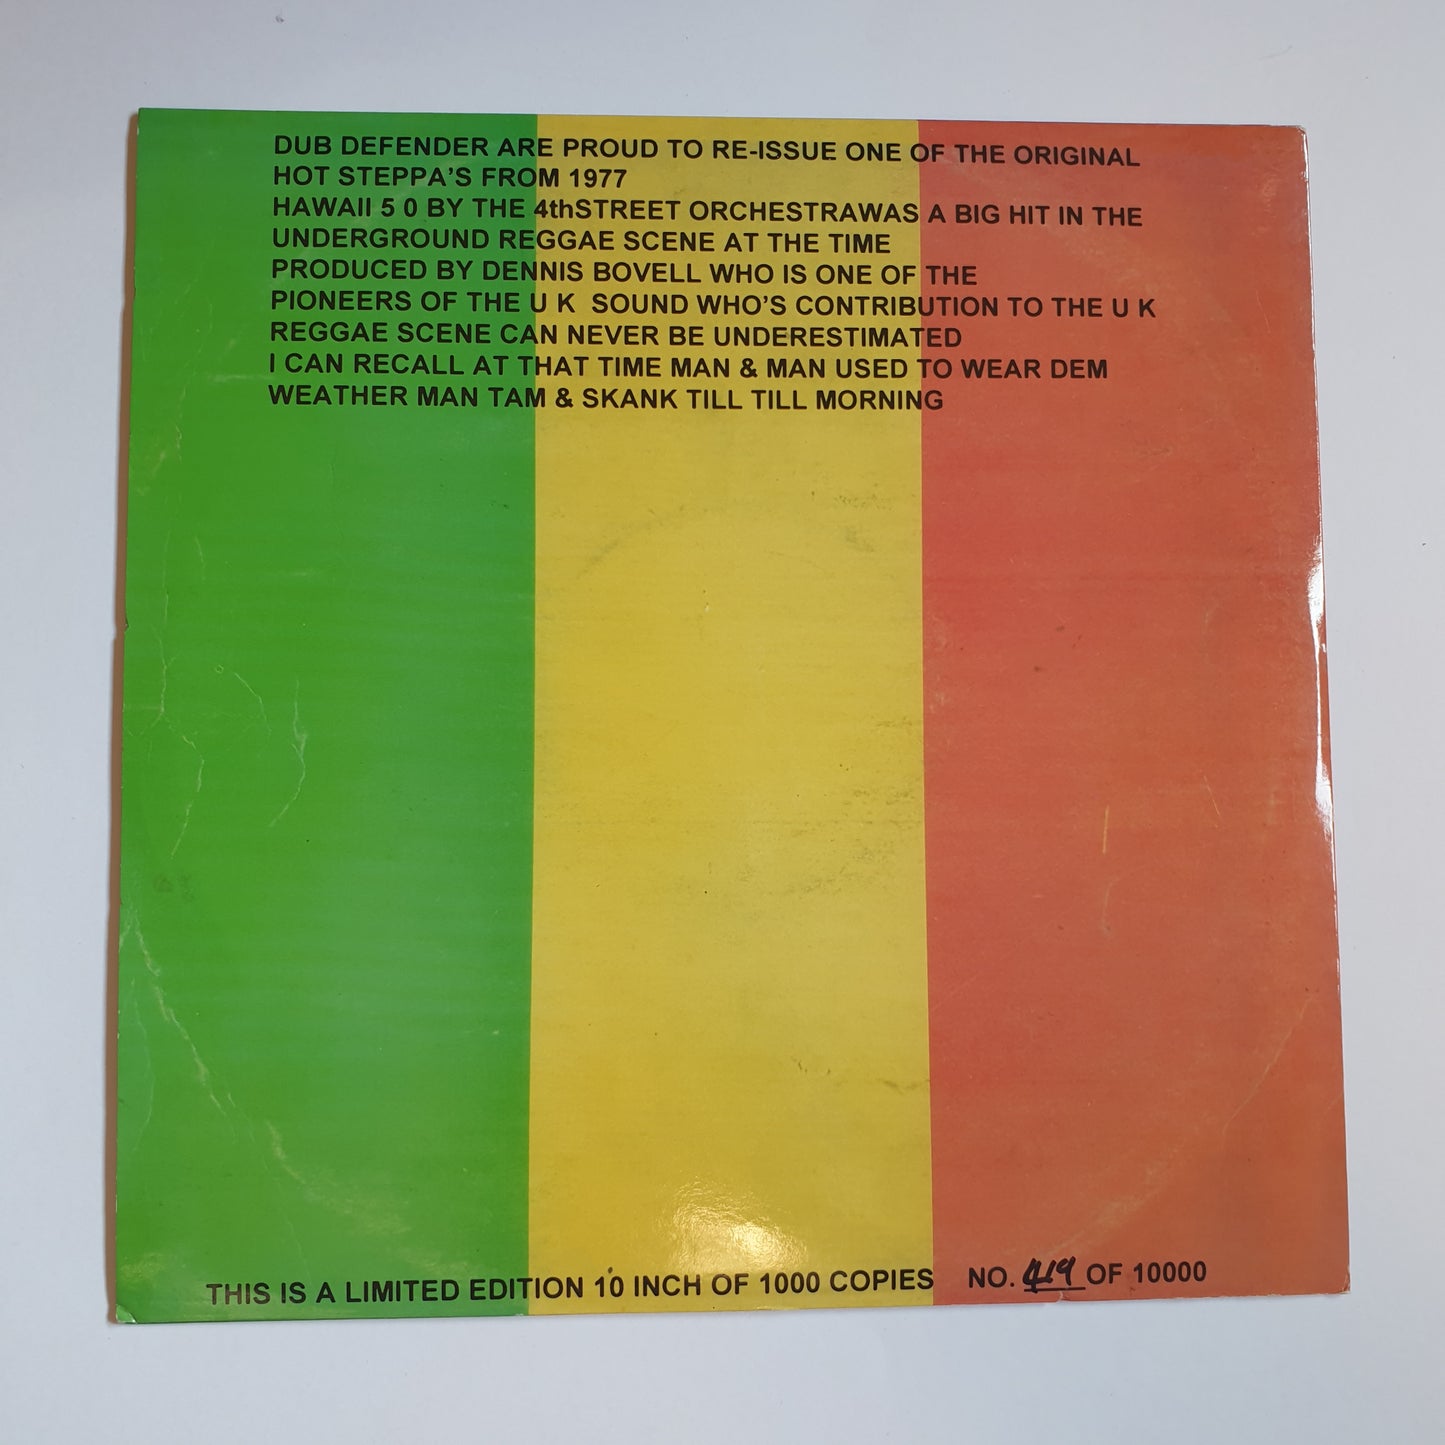 DUB DEFENDER ARE PROUD TO RE-ISSUE ONE OF THE ORIGINAL
HOT STEPPA'S FROM 1977
HAWAII 5 0 BY THE 4thSTREET ORCHESTRAWAS A BIG HIT IN THE
UNDERGROUND REGGAE SCENE AT THE TIME
PRODUCED BY DENNIS BOVELL WHO IS ONE OF THE
PIONEERS OF THE U K SOUND WHO'S CONTRIBUTION TO THE U K
REGGAE SCENE CAN NEVER BE UNDERESTIMATED
I CAN RECALL AT THAT TIME MAN & MAN USED TO WEAR DEM
WEATHER MAN TAM & SKANK TILL TILL MORNING
THIS IS A LIMITED EDITION 10 INCH OF 1000 COPIES NO. 419 OF 10000